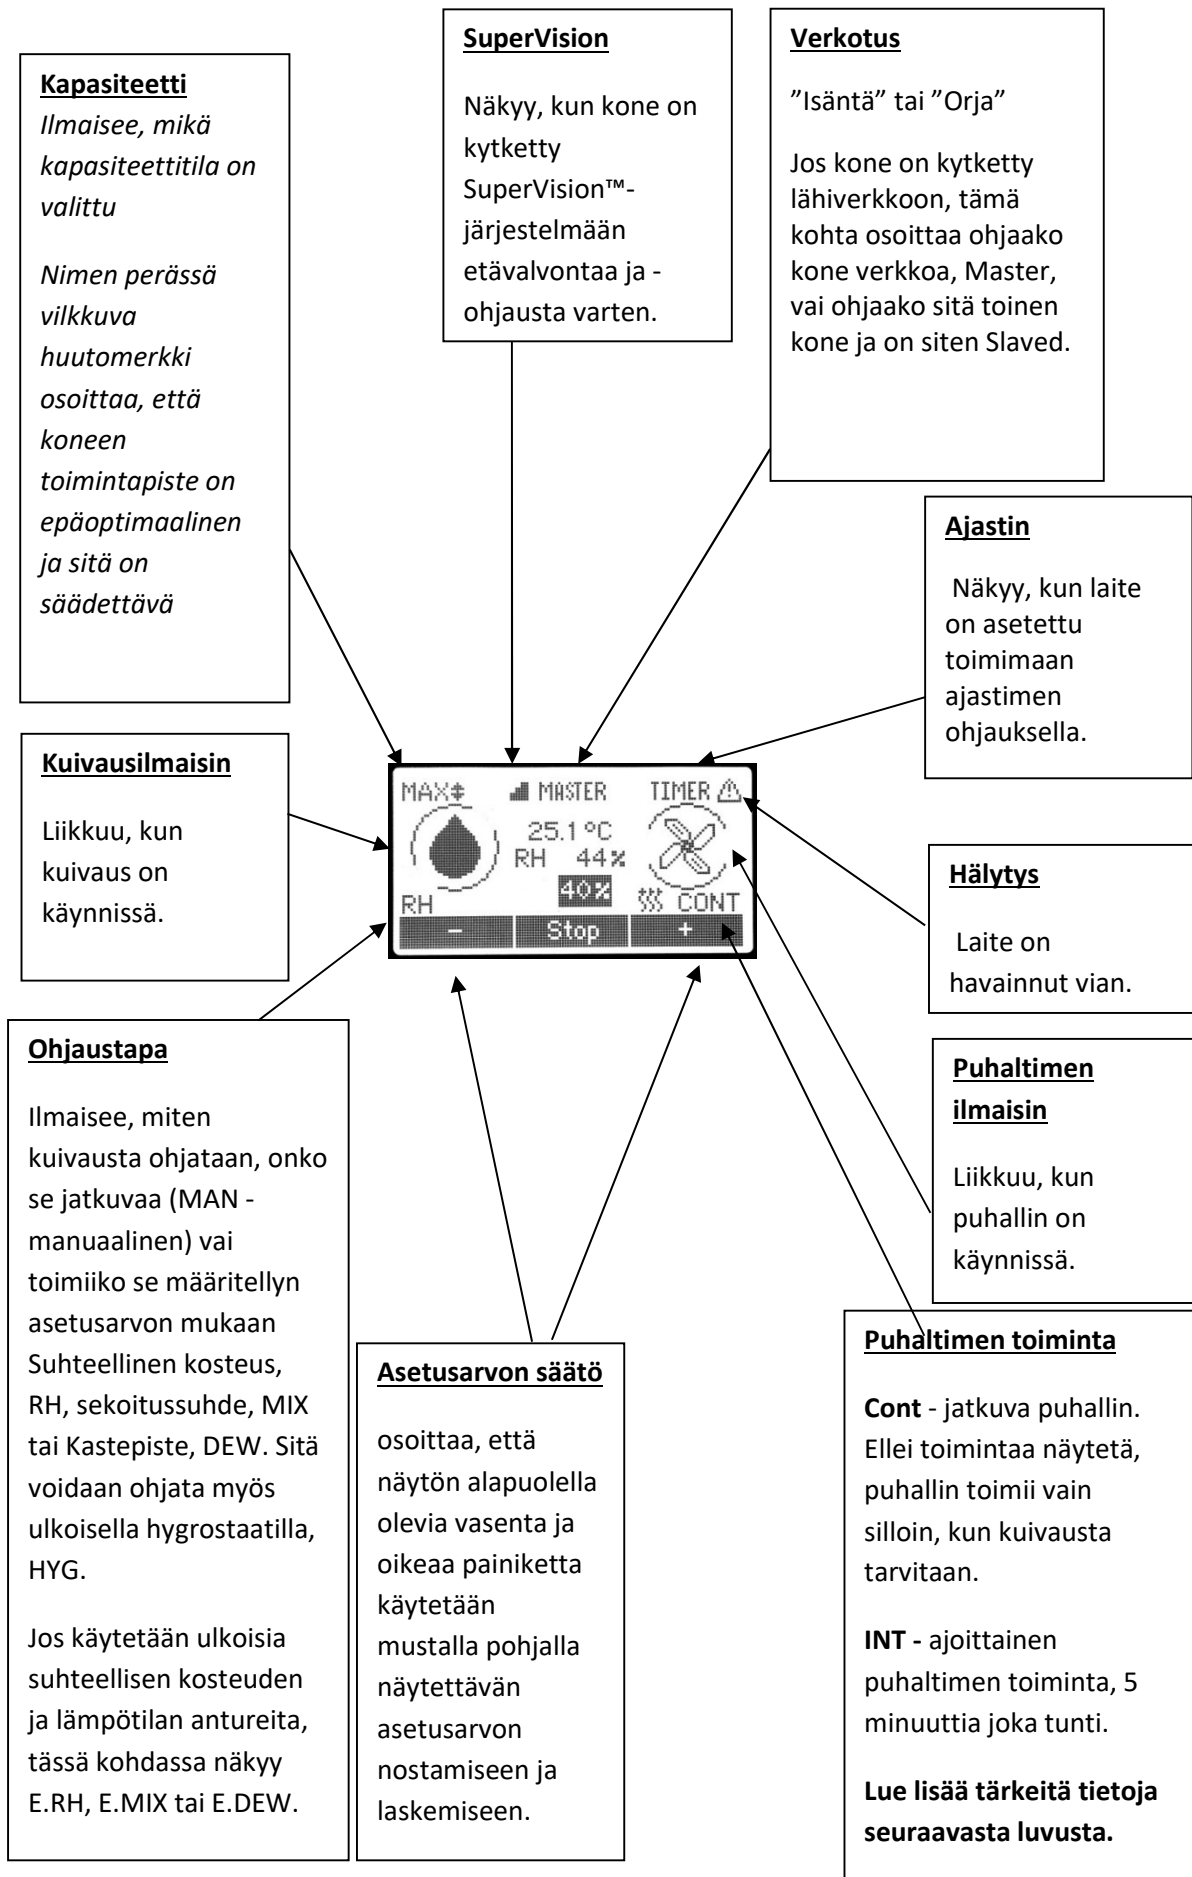 Kapasiteetti
Ilmaisee, mikä
kapasiteettitila on
valittu
Nimen perässä
vilkkuva
huutomerkki
osoittaa, että
koneen
toimintapiste on
epäoptimaalinen
ja sitä on
säädettävä
SuperVision
Näkyy, kun kone on
kytketty
SuperVision™-
järjestelmään
etävalvontaa ja -
ohjausta varten.
Verkotus
”Isäntä” tai ”Orja”
Jos kone on kytketty
lähiverkkoon, tämä
kohta osoittaa ohjaako
kone verkkoa, Master,
vai ohjaako sitä toinen
kone ja on siten Slaved.
Ajastin
Näkyy, kun laite
on asetettu
toimimaan
ajastimen
ohjauksella.
Kuivausilmaisin
Liikkuu, kun
kuivaus on
käynnissä.
MAX MASTER TIMER
25.1 °C
RH 44%
40%
RH CONT
- Stop +
Hälytys
Laite on
havainnut vian.
Puhaltimen
ilmaisin
Liikkuu, kun
puhallin on
käynnissä.
Ohjaustapa
Ilmaisee, miten
kuivausta ohjataan, onko
se jatkuvaa (MAN -
manuaalinen) vai
toimiiko se määritellyn
asetusarvon mukaan
Suhteellinen kosteus,
RH, sekoitussuhde, MIX
tai Kastepiste, DEW. Sitä
voidaan ohjata myös
ulkoisella hygrostaatilla,
HYG.
Jos käytetään ulkoisia
suhteellisen kosteuden
ja lämpötilan antureita,
tässä kohdassa näkyy
E.RH, E.MIX tai E.DEW.
Asetusarvon säätö
osoittaa, että
näytön alapuolella
olevia vasenta ja
oikeaa painiketta
käytetään
mustalla pohjalla
näytettävän
asetusarvon
nostamiseen ja
laskemiseen.
Puhaltimen toiminta
Cont - jatkuva puhallin.
Ellei toimintaa näytetä,
puhallin toimii vain
silloin, kun kuivausta
tarvitaan.
INT - ajoittainen
puhaltimen toiminta, 5
minuuttia joka tunti.
Lue lisää tärkeitä tietoja
seuraavasta luvusta.